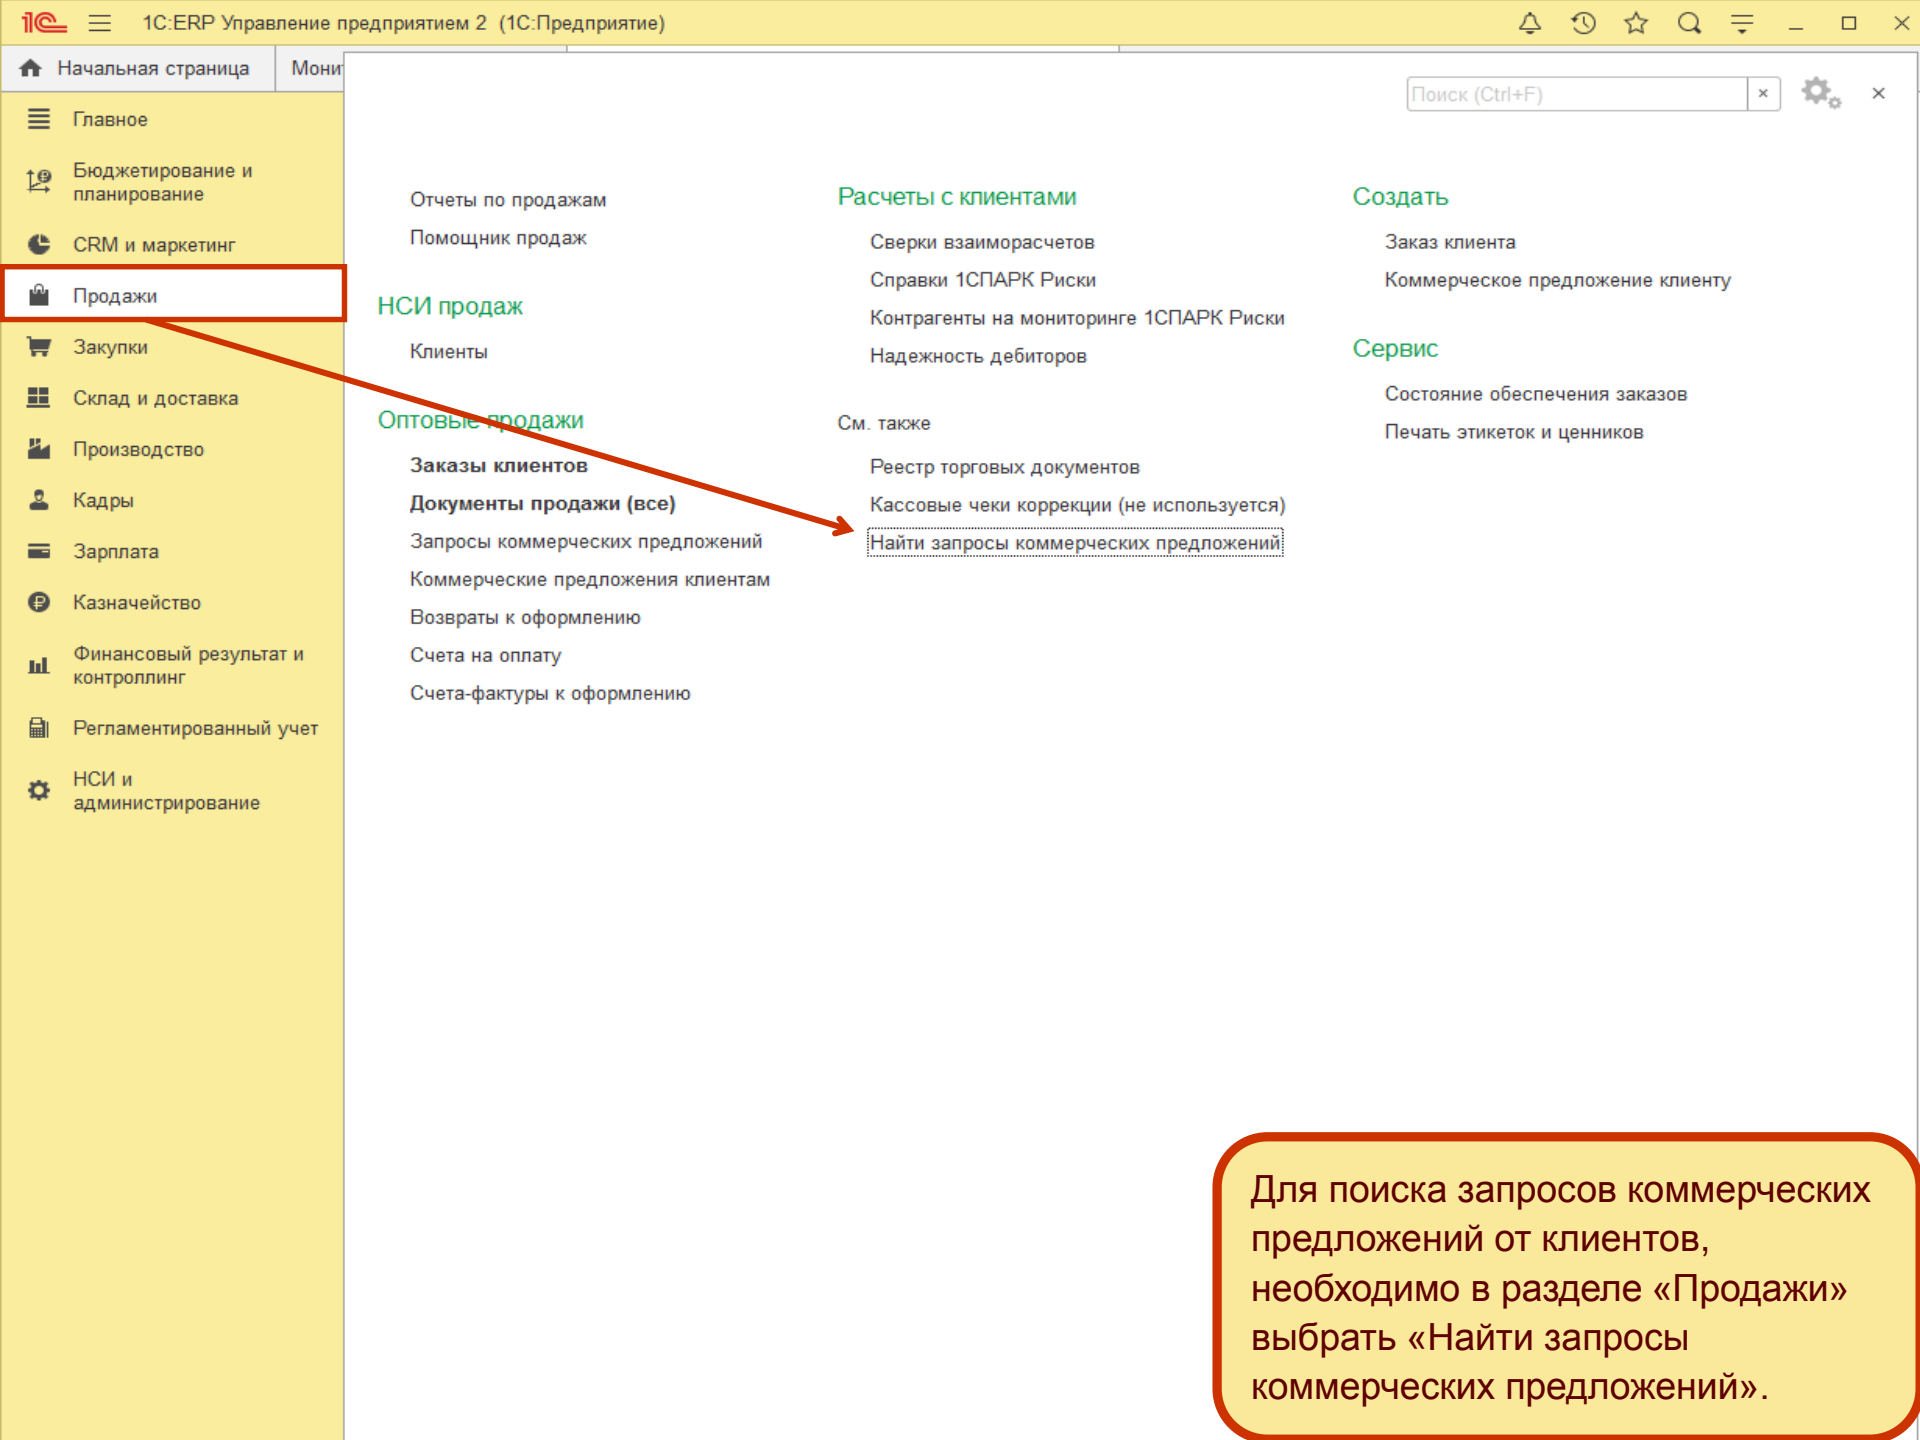 1С:ERP Управление предприятием 2 (1С:Предприятие)
Начальная страница
Мони
Поиск (Ctrl+F)
Главное
Бюджетирование и
планирование
CRM и маркетинг
Продажи
Закупки
Склад и доставка
Производство
Кадры
Зарплата
Казначейство
Финансовый результат и
контроллинг
Регламентированный учет
НСИ и
администрирование
Отчеты по продажам
Помощник продаж
НСИ продаж
Клиенты
Оптовые продажи
Заказы клиентов
Документы продажи (все)
Запросы коммерческих предложений
Коммерческие предложения клиентам
Возвраты к оформлению
Счета на оплату
Счета-фактуры к оформлению
Расчеты с клиентами
Сверки взаиморасчетов
Справки 1СПАРК Риски
Контрагенты на мониторинге 1СПАРК Риски
Надежность дебиторов
См. также
Реестр торговых документов
Кассовые чеки коррекции (не используется)
Найти запросы коммерческих предложений
Создать
Заказ клиента
Коммерческое предложение клиенту
Сервис
Состояние обеспечения заказов
Печать этикеток и ценников
Для поиска запросов коммерческих
предложений от клиентов,
необходимо в разделе «Продажи»
выбрать «Найти запросы
коммерческих предложений».